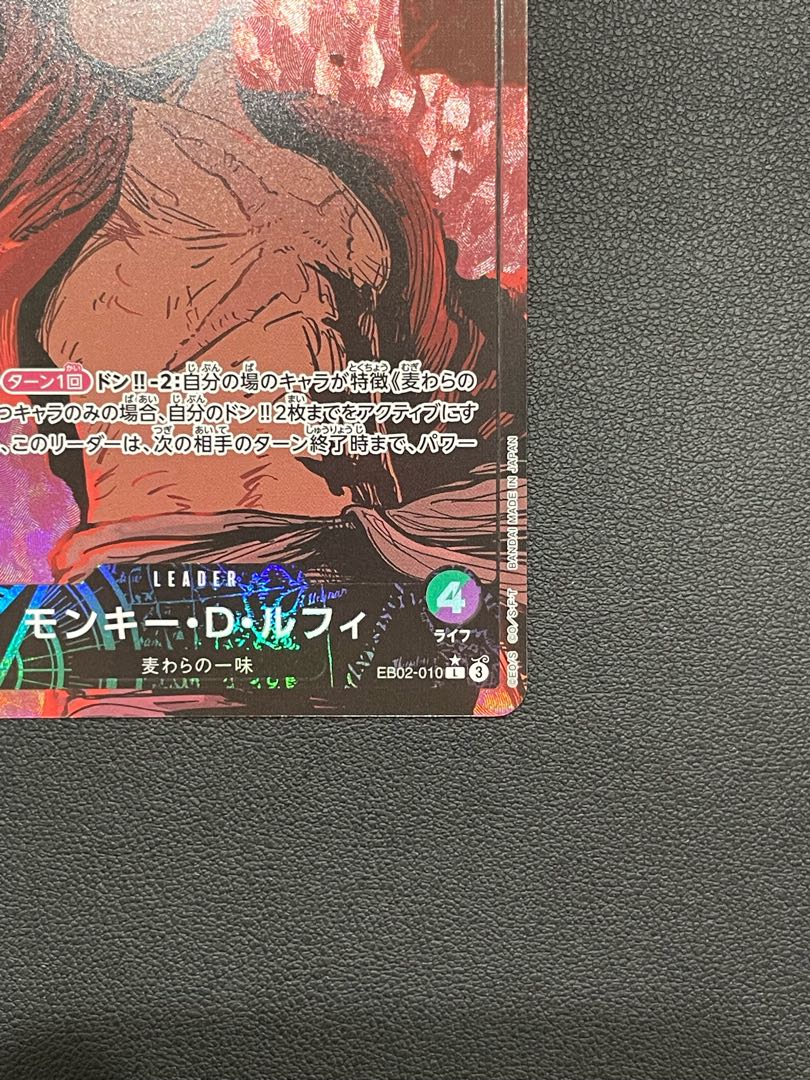 ターン1回 ドン!!-2:自分の場のキャラが特徴《麦わらの
つキャラのみの場合、自分のドン!!2枚までをアクティブにす
、このリーダーは、次の相手のターン終了時まで、パワー
LEADER
モンキー・D・ルフィ
麦わらの一味
4
ライフ
EB02-010 L 3
©EO/S GO/S,F,T BANDAI MADE IN JAPAN